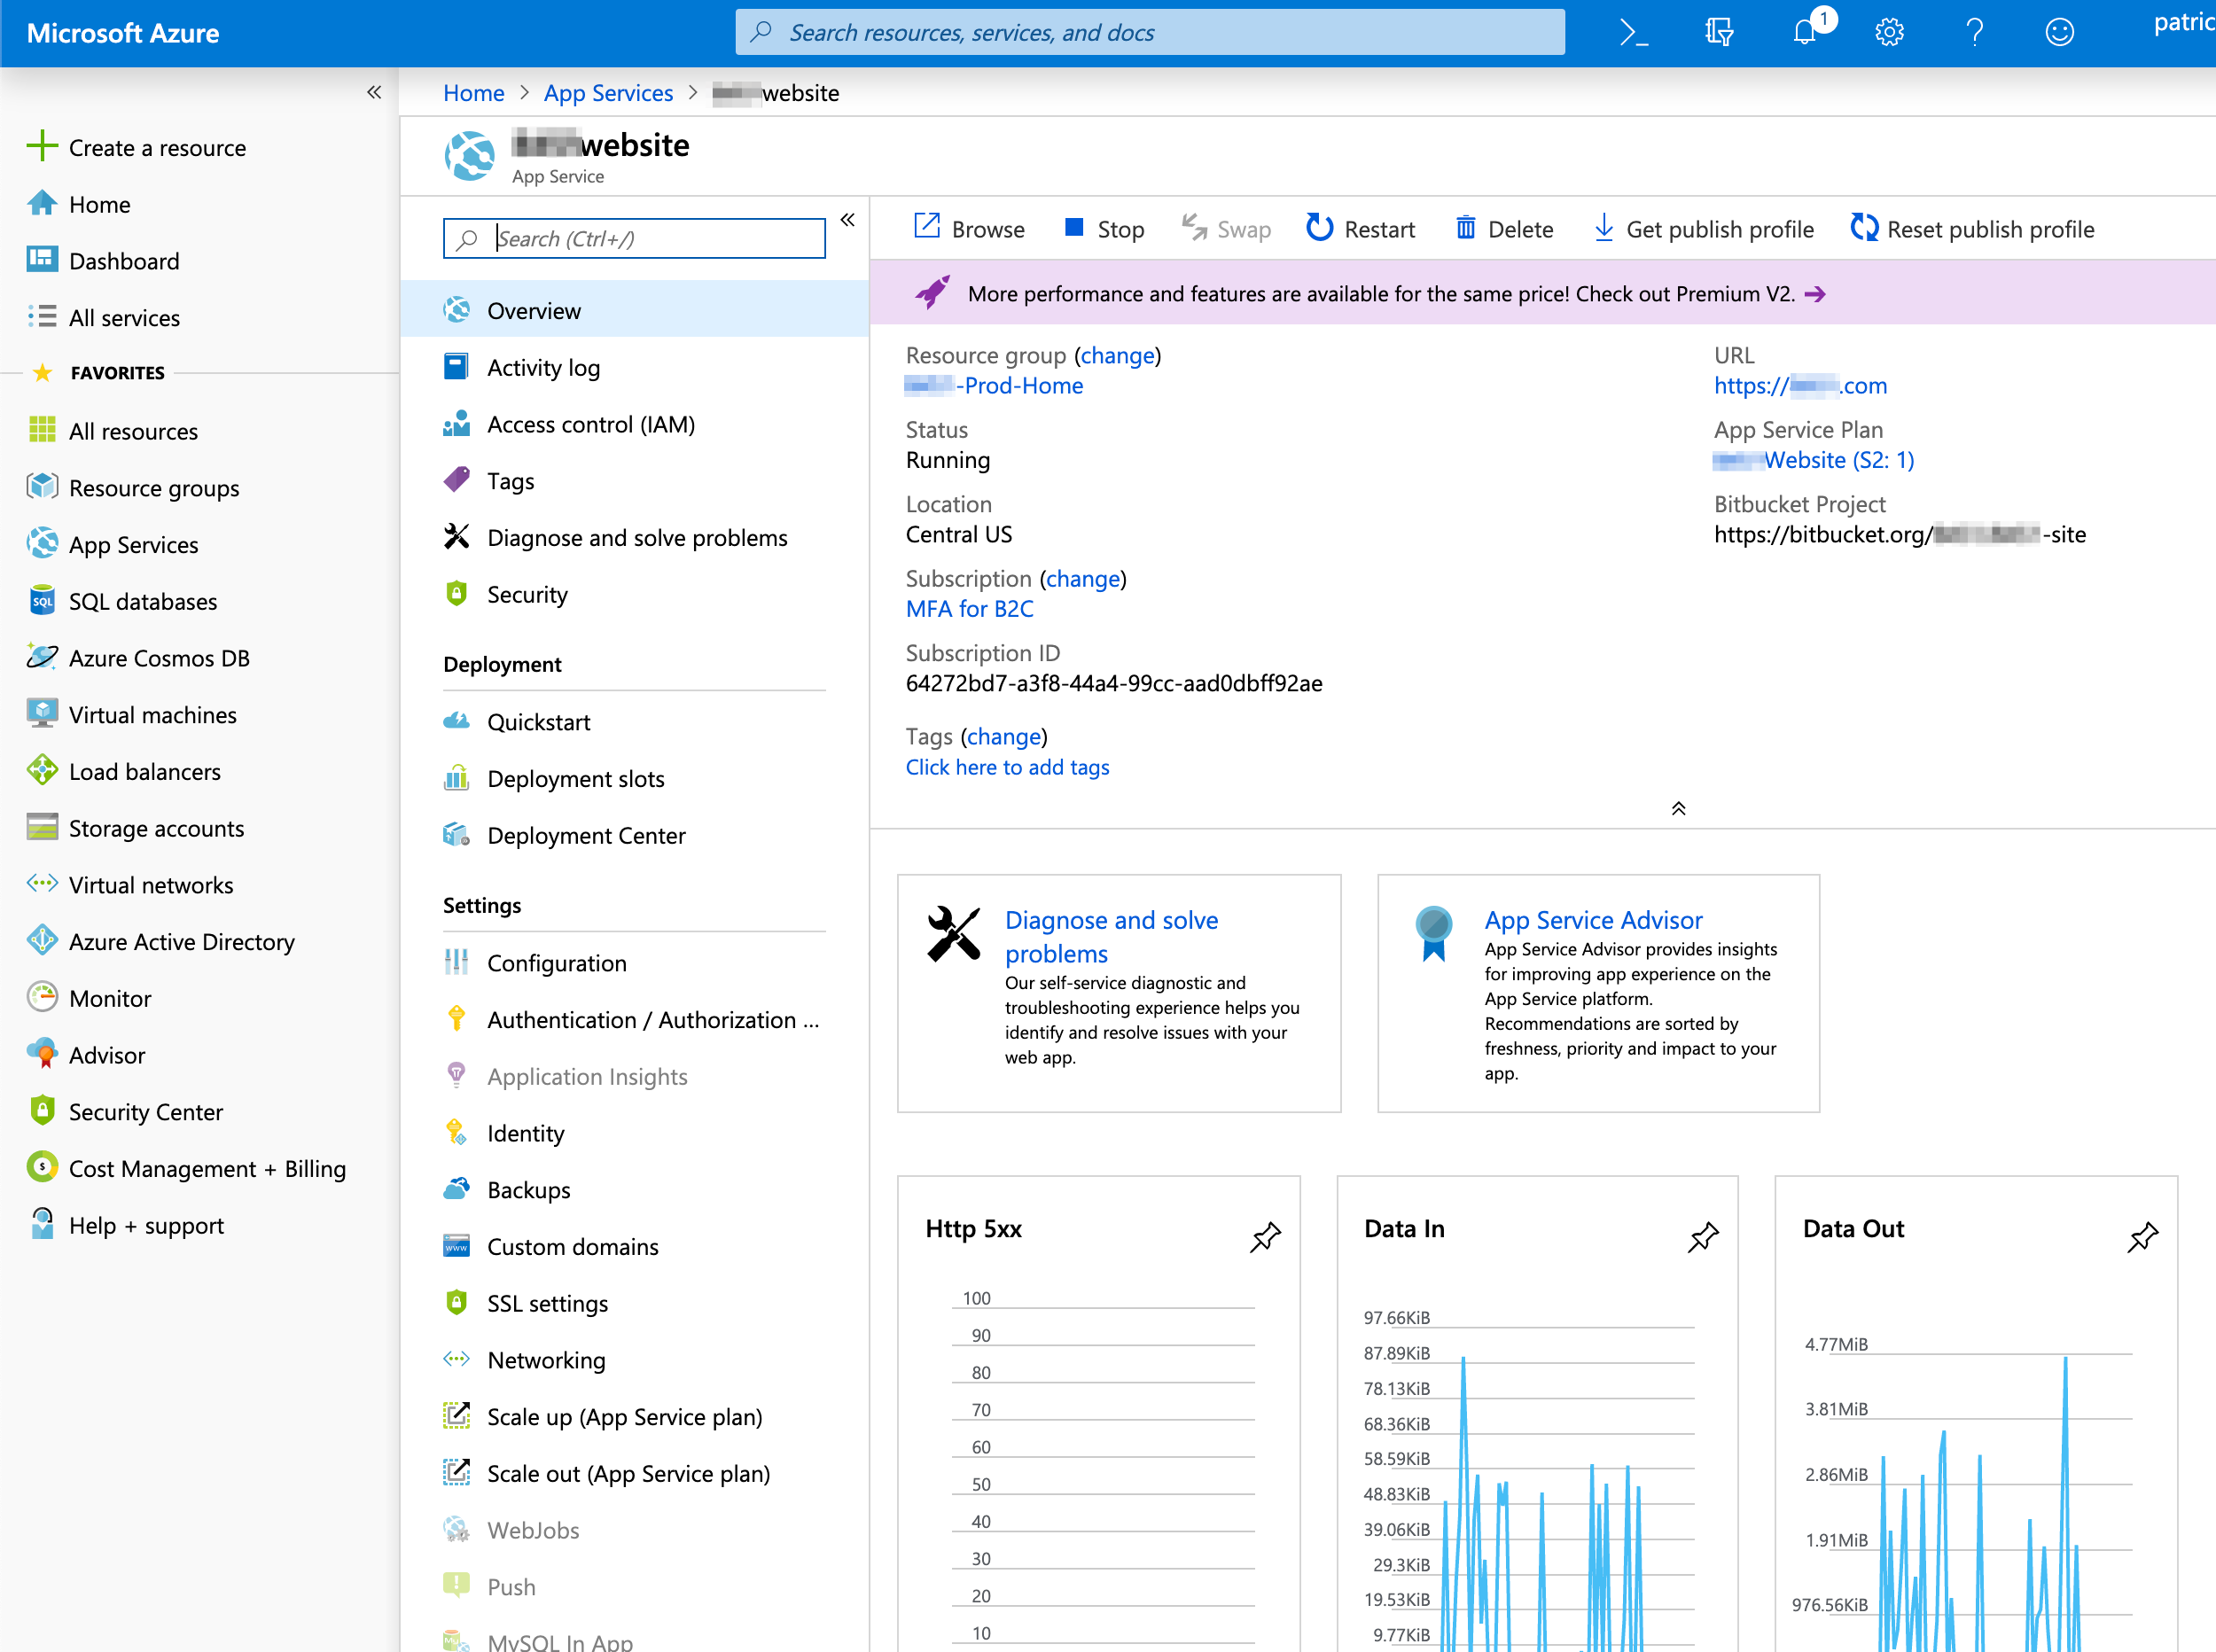 Microsoft Azure
Search resources, services, and docs
1
patric
Create a resource
Home
Dashboard
All services
FAVORITES
All resources
Resource groups
App Services
SQL databases
Azure Cosmos DB
Virtual machines
Load balancers
Storage accounts
Virtual networks
Azure Active Directory
Monitor
Advisor
Security Center
Cost Management + Billing
Help + support
Home > App Services > website
website
App Service
Search (Ctrl+/)
Overview
Activity log
Access control (IAM)
Tags
Diagnose and solve problems
Security
Deployment
Quickstart
Deployment slots
Deployment Center
Settings
Configuration
Authentication / Authorization ...
Application Insights
Identity
Backups
Custom domains
SSL settings
Networking
Scale up (App Service plan)
Scale out (App Service plan)
WebJobs
Push
MySQL In App
Browse
Stop
Swap
Restart
Delete
Get publish profile
Reset publish profile
More performance and features are available for the same price! Check out Premium V2.
Resource group (change)
-Prod-Home
Status
Running
Location
Central US
Subscription (change)
MFA for B2C
Subscription ID
64272bd7-a3f8-44a4-99cc-aad0dbff92ae
Tags (change)
Click here to add tags
URL
https:// .com
App Service Plan
Website (S2: 1)
Bitbucket Project
https://bitbucket.org/ -site
Diagnose and solve
problems
Our self-service diagnostic and
troubleshooting experience helps you
identify and resolve issues with your
web app.
App Service Advisor
App Service Advisor provides insights
for improving app experience on the
App Service platform.
Recommendations are sorted by
freshness, priority and impact to your
app.
Http 5xx
100
90
80
70
60
50
40
30
20
10
Data In
97.66KiB
87.89KiB
78.13KiB
68.36KiB
58.59KiB
48.83KiB
39.06KiB
29.3KiB
19.53KiB
9.77KiB
Data Out
4.77MiB
3.81MiB
2.86MiB
1.91MiB
976.56KiB